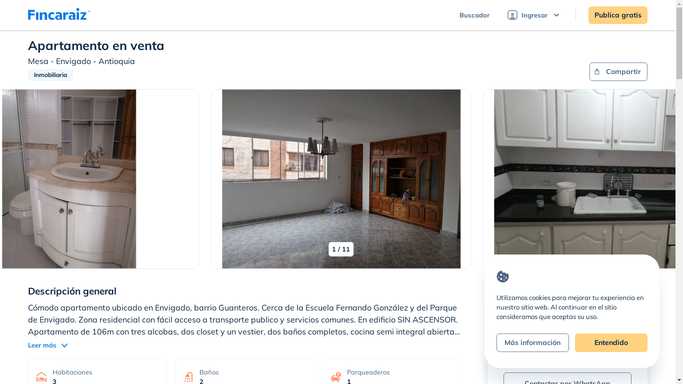 Fincaraiz
Buscador
Ingresar
Publica gratis
Apartamento en venta
Mesa - Envigado - Antioquia
Inmobiliaria
Compartir
1 / 11
Descripción general
Cómodo apartamento ubicado en Envigado, barrio Guanteros. Cerca de la Escuela Fernando González y del Parque
de Envigado. Zona residencial con fácil acceso a transporte publico y servicios comunes. En edificio SIN ASCENSOR.
Apartamento de 106m con tres alcobas, dos closet y un vestier, dos baños completos, cocina semi integral abierta...
Leer más
Habitaciones
3
Baños
2
Parqueaderos
1
Utilizamos cookies para mejorar tu experiencia en
nuestro sitio web. Al continuar en el sitio
consideramos que aceptas su uso.
Más información
Entendido
Contactar por WhatsApp